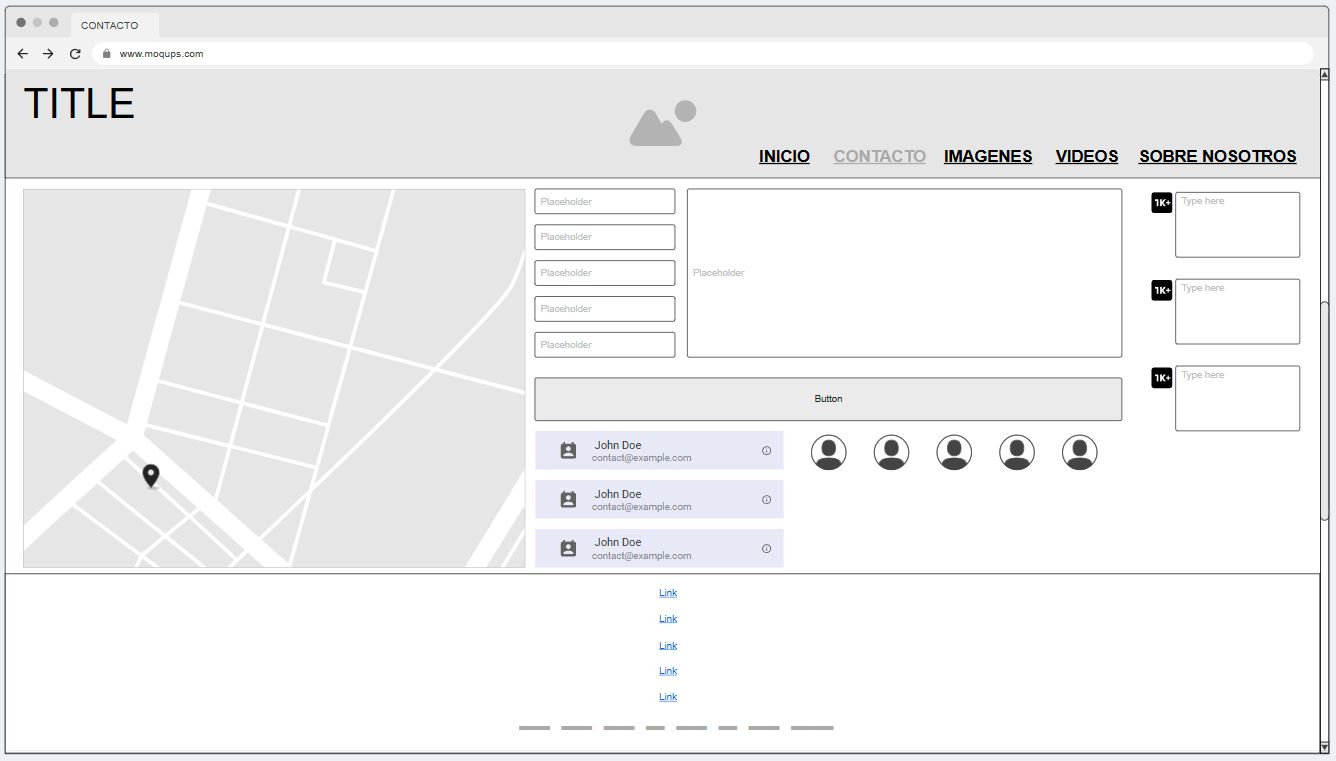 CONTACTO
www.moqups.com
TITLE
INICIO CONTACTO IMAGENES VIDEOS SOBRE NOSOTROS
Placeholder
Placeholder
Placeholder
Placeholder
Placeholder
Placeholder
1K+ Type here
1K+ Type here
1K+ Type here
Button
John Doe
contact@example.com
John Doe
contact@example.com
John Doe
contact@example.com
Link
Link
Link
Link
Link